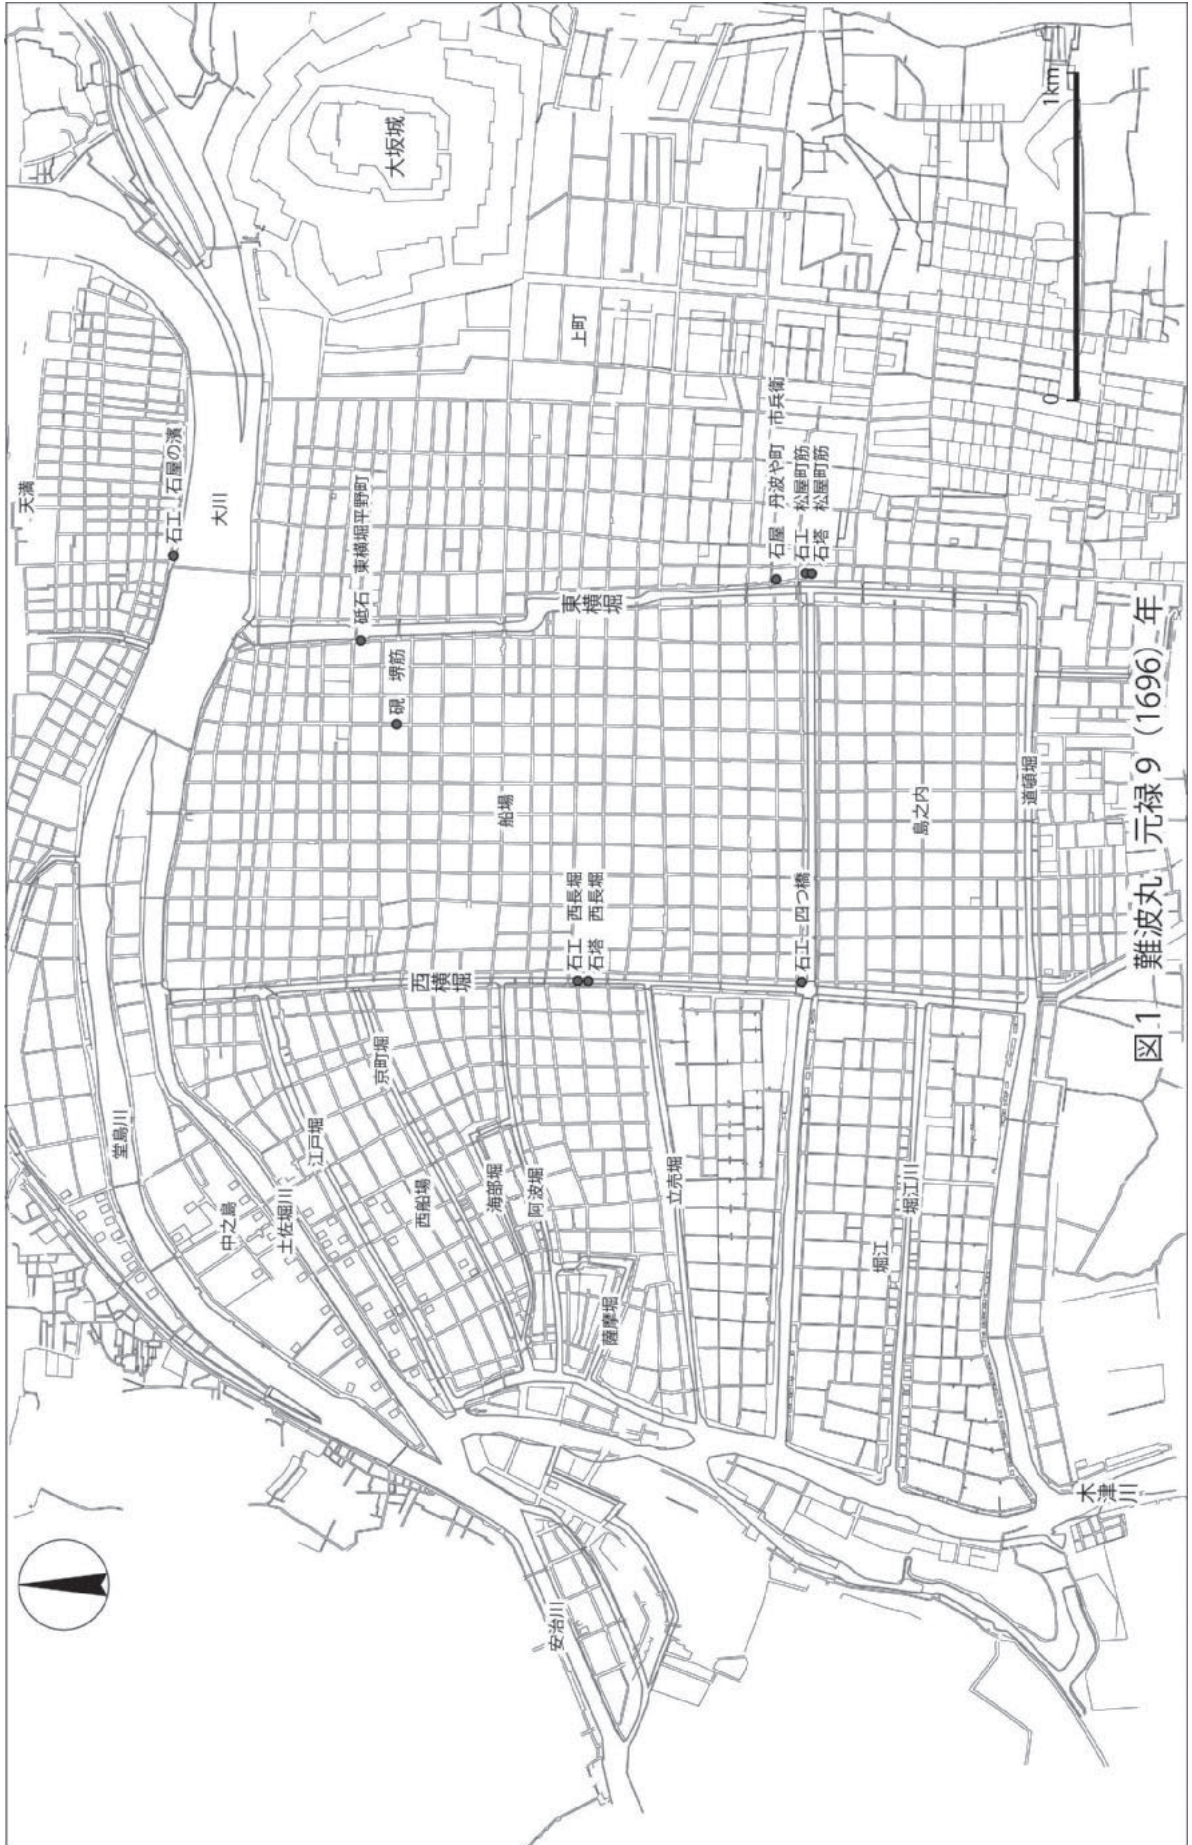 天満
石工 石屋の濱
大川
大坂城
砥石 東横堀平野町
硯 堺筋
東横堀
上町
石屋 丹波や町 市兵衛
石工 松屋町筋
石塔 松屋町筋
船場
西横堀
石工 西長堀
石塔 西長堀
石工 四つ橋
島之内
道頓堀
堂島川
中之島
土佐堀川
江戸堀
京町堀
西船場
海部堀
阿波堀
薩摩堀
立売堀
堀江
堀江川
安治川
木津川
0
1km
図1 難波丸 元禄9(1696)年